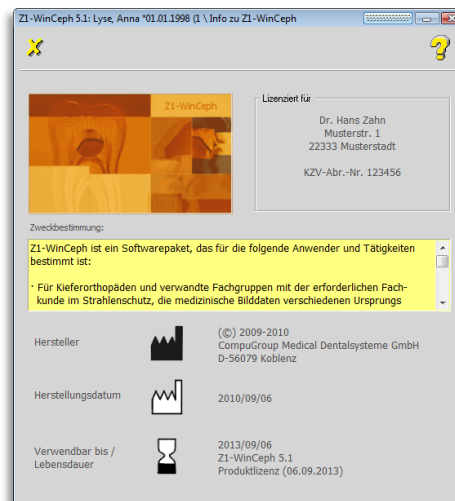 Z1-WinCeph 5.1: Lyse, Anna *01.01.1998 (1 \ Info zu Z1-WinCeph
X
?
Z1-WinCeph
Lizenziert für
Dr. Hans Zahn
Musterstr. 1
22333 Musterstadt
KZV-Abr.-Nr. 123456
Zweckbestimmung:
Z1-WinCeph ist ein Softwarepaket, das für die folgende Anwender und Tätigkeiten
bestimmt ist:
· Für Kieferorthopäden und verwandte Fachgruppen mit der erforderlichen Fach-
kunde im Strahlenschutz, die medizinische Bilddaten verschiedenen Ursprungs
Hersteller
(©) 2009-2010
CompuGroup Medical Dentalsysteme GmbH
D-56079 Koblenz
Herstellungsdatum
2010/09/06
Verwendbar bis /
Lebensdauer
2013/09/06
Z1-WinCeph 5.1
Produktlizenz (06.09.2013)